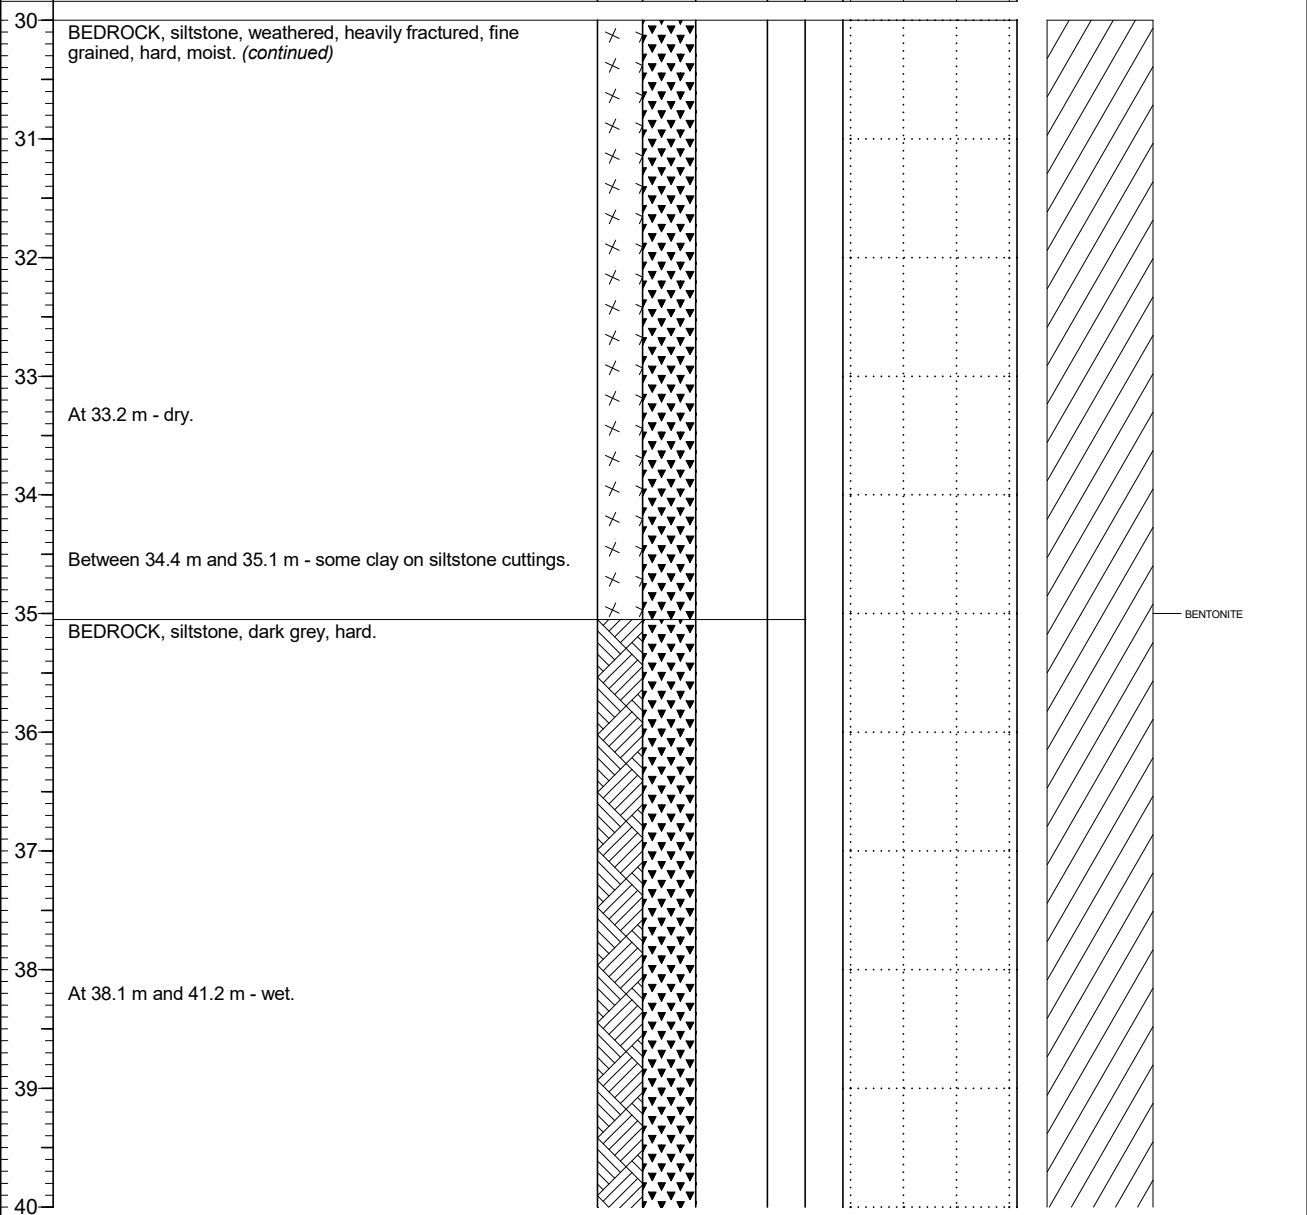 30
BEDROCK, siltstone, weathered, heavily fractured, fine
grained, hard, moist. (continued)
31
32
33
At 33.2 m - dry.
34
Between 34.4 m and 35.1 m - some clay on siltstone cuttings.
35
BENTONITE
BEDROCK, siltstone, dark grey, hard.
36
37
38
At 38.1 m and 41.2 m - wet.
39
40